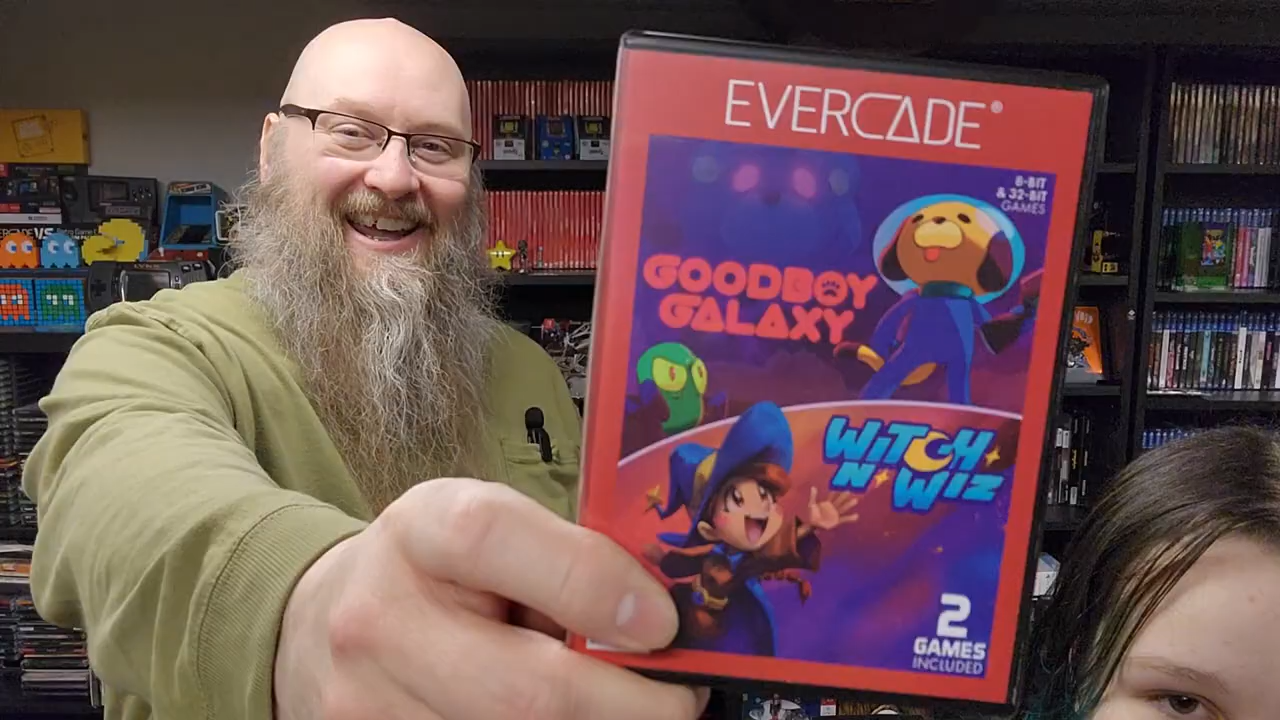 EVERCADE®
8-BIT
& 32-BIT
GAMES
GOODBOY
GALAXY
WITCH
N WIZ
2
GAMES
INCLUDED